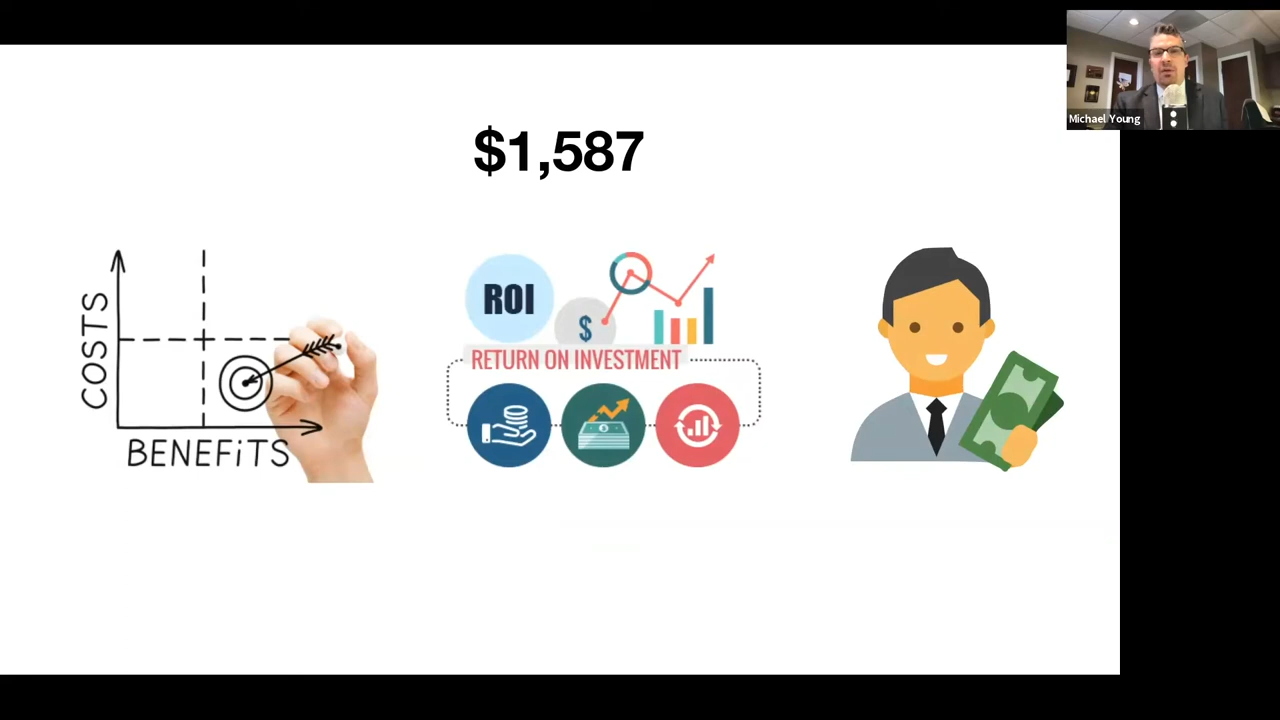 Michael Young
$1,587
COSTS
BENEFiTS
ROI
$
RETURN ON INVESTMENT